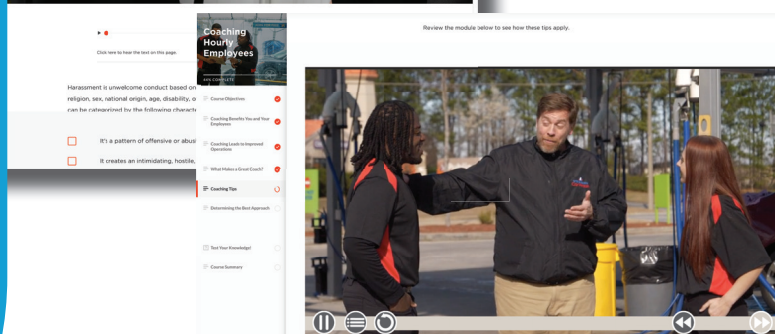 Click here to hear the text on this page.
Harassment is unwelcome conduct based on
religion, sex, national origin, age, disability, o
can be categorized by the following characte
It's a pattern of offensive or abus
It creates an intimidating, hostile,
Coaching
Hourly
Employees
COMPLETE
Course Objectives
Coaching Benefits You and Your
Employees
Coaching Leads to Improved
Operations
What Makes a Great Coach?
Coaching Tips
Determining the Best Approach
Test Your Knowledge!
Course Summary
Review the module below to see how these tips apply.